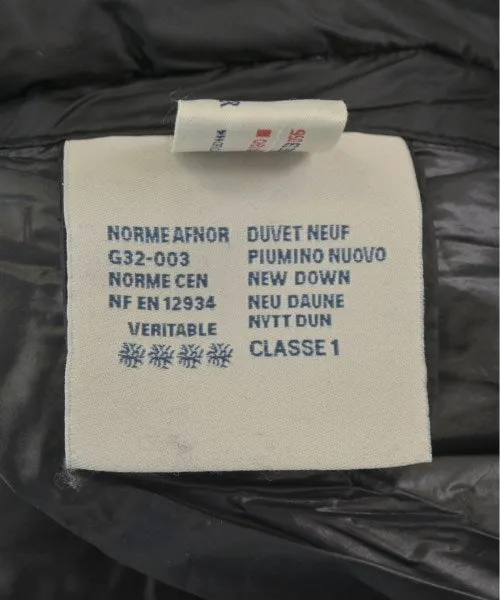 NORME AFNOR
G32-003
NORME CEN
NF EN 12934
VERITABLE
DUVET NEUF
PIUMINO NUOVO
NEW DOWN
NEU DAUNE
NYTT DUN
CLASSE 1